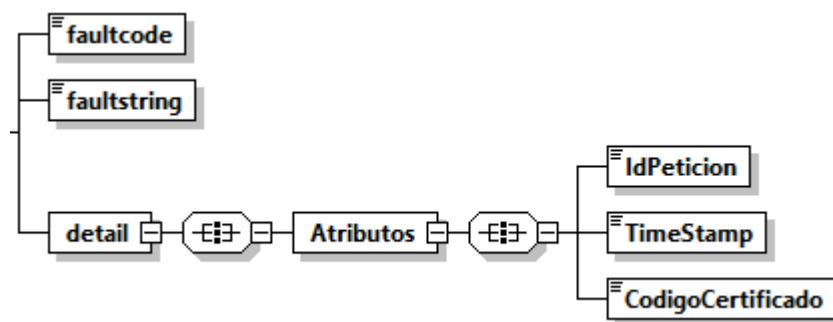 faultcode
faultstring
detail
Atributos
IdPeticion
TimeStamp
CodigoCertificado